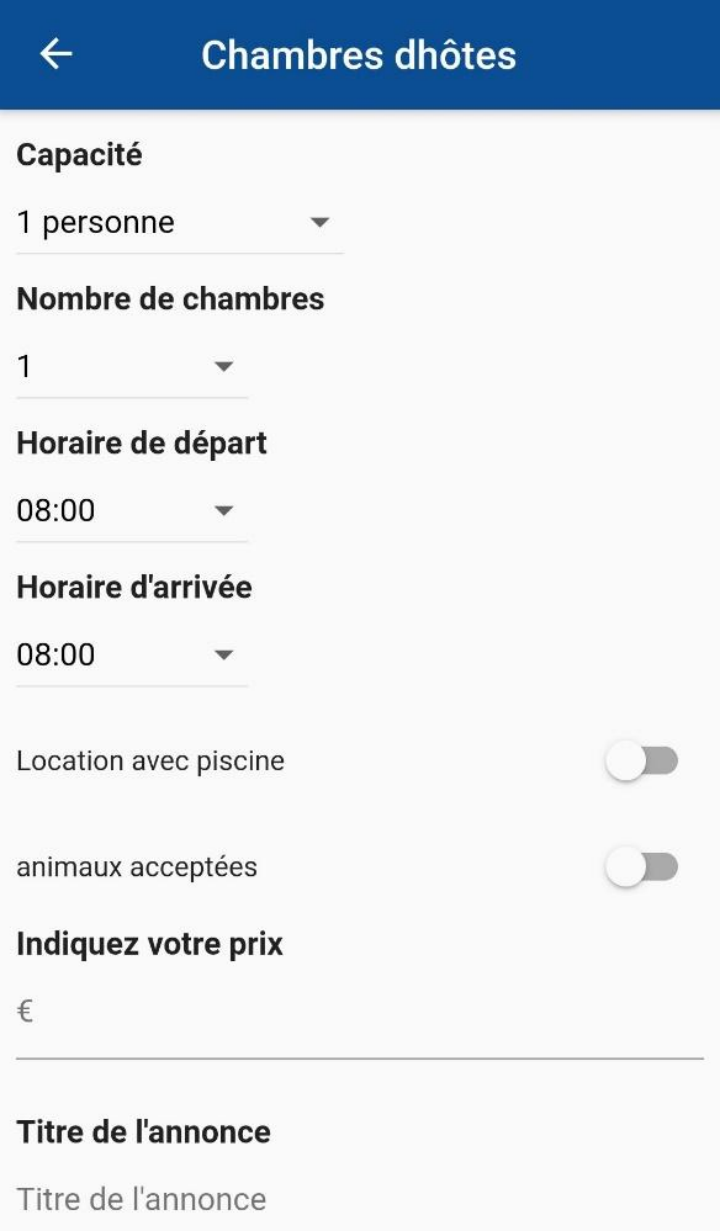 Chambres dhôtes
Capacité
1 personne
Nombre de chambres
1
Horaire de départ
08:00
Horaire d'arrivée
08:00
Location avec piscine
animaux acceptées
Indiquez votre prix
€
Titre de l'annonce
Titre de l'annonce